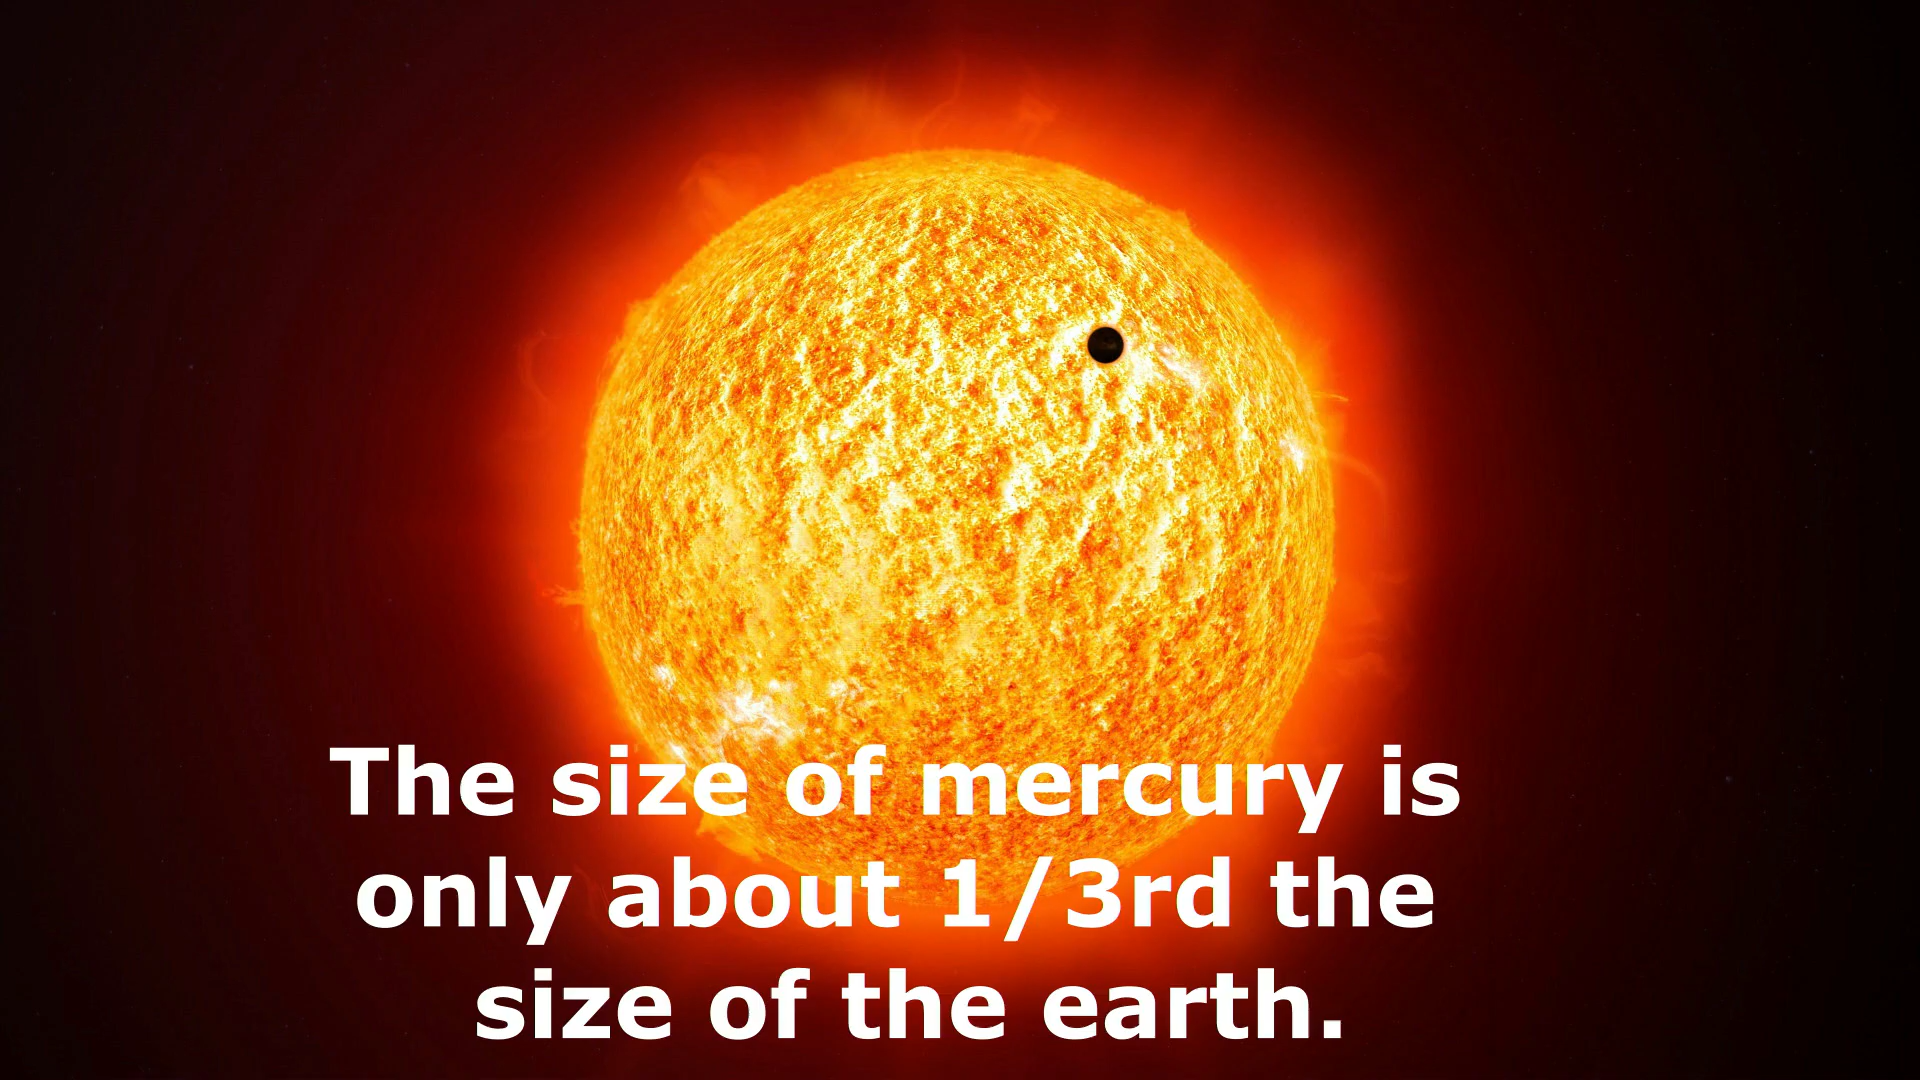 The size of mercury is
only about 1/3rd the
size of the earth.